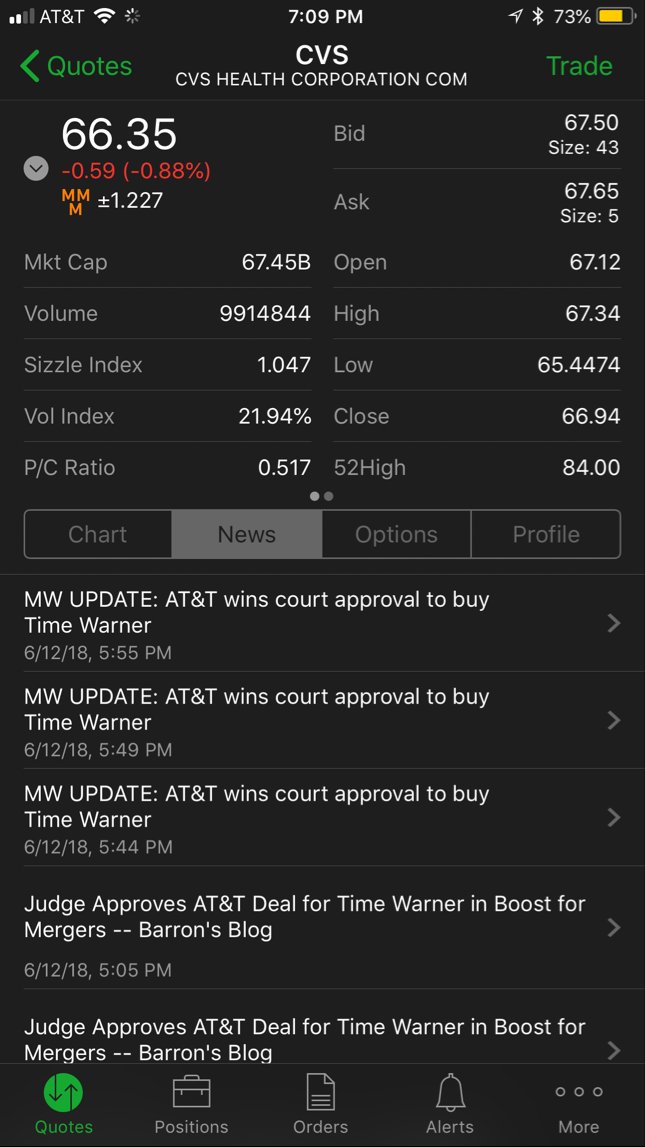 AT&T 7:09 PM 73%
Quotes CVS Trade
CVS HEALTH CORPORATION COM
66.35
-0.59 (-0.88%)
MM
M ±1.227
Bid 67.50
Size: 43
Ask 67.65
Size: 5
Mkt Cap 67.45B Open 67.12
Volume 9914844 High 67.34
Sizzle Index 1.047 Low 65.4474
Vol Index 21.94% Close 66.94
P/C Ratio 0.517 52High 84.00
Chart News Options Profile
MW UPDATE: AT&T wins court approval to buy
Time Warner
6/12/18, 5:55 PM
MW UPDATE: AT&T wins court approval to buy
Time Warner
6/12/18, 5:49 PM
MW UPDATE: AT&T wins court approval to buy
Time Warner
6/12/18, 5:44 PM
Judge Approves AT&T Deal for Time Warner in Boost for
Mergers -- Barron's Blog
6/12/18, 5:05 PM
Judge Approves AT&T Deal for Time Warner in Boost for
Mergers -- Barron's Blog
Quotes Positions Orders Alerts More